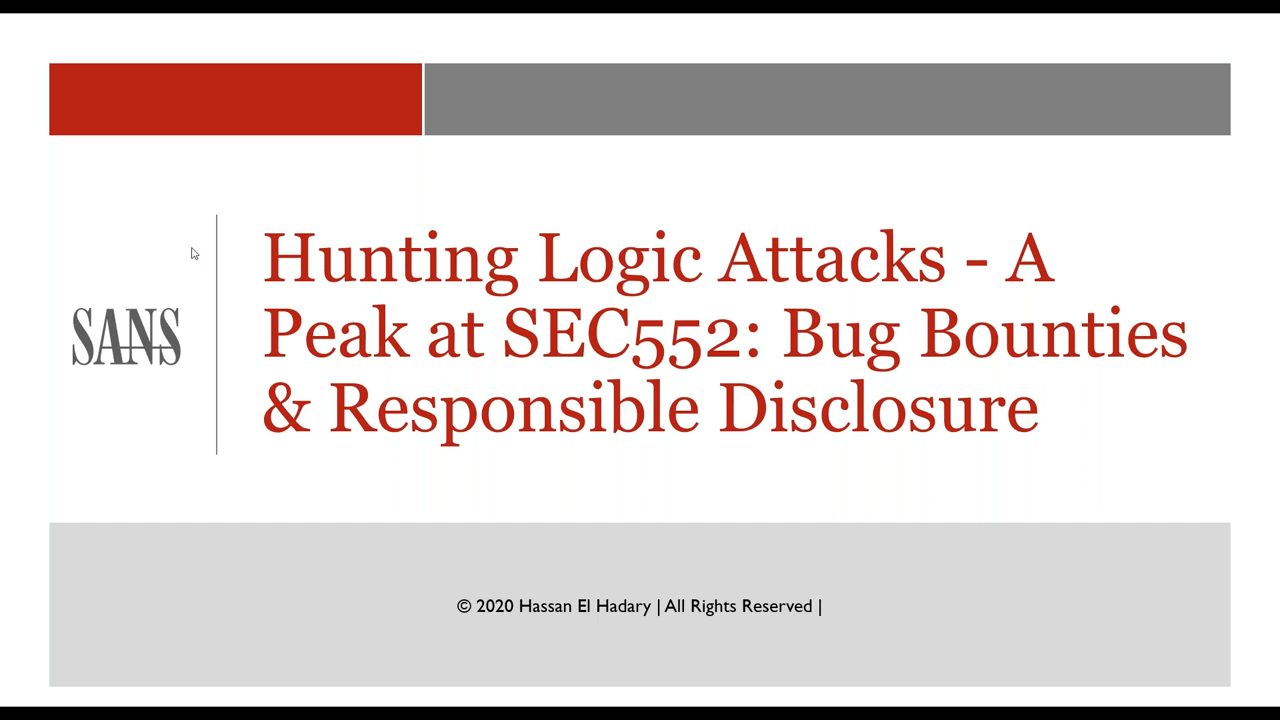 SANS
Hunting Logic Attacks - A
Peak at SEC552: Bug Bounties
& Responsible Disclosure
© 2020 Hassan El Hadary | All Rights Reserved |